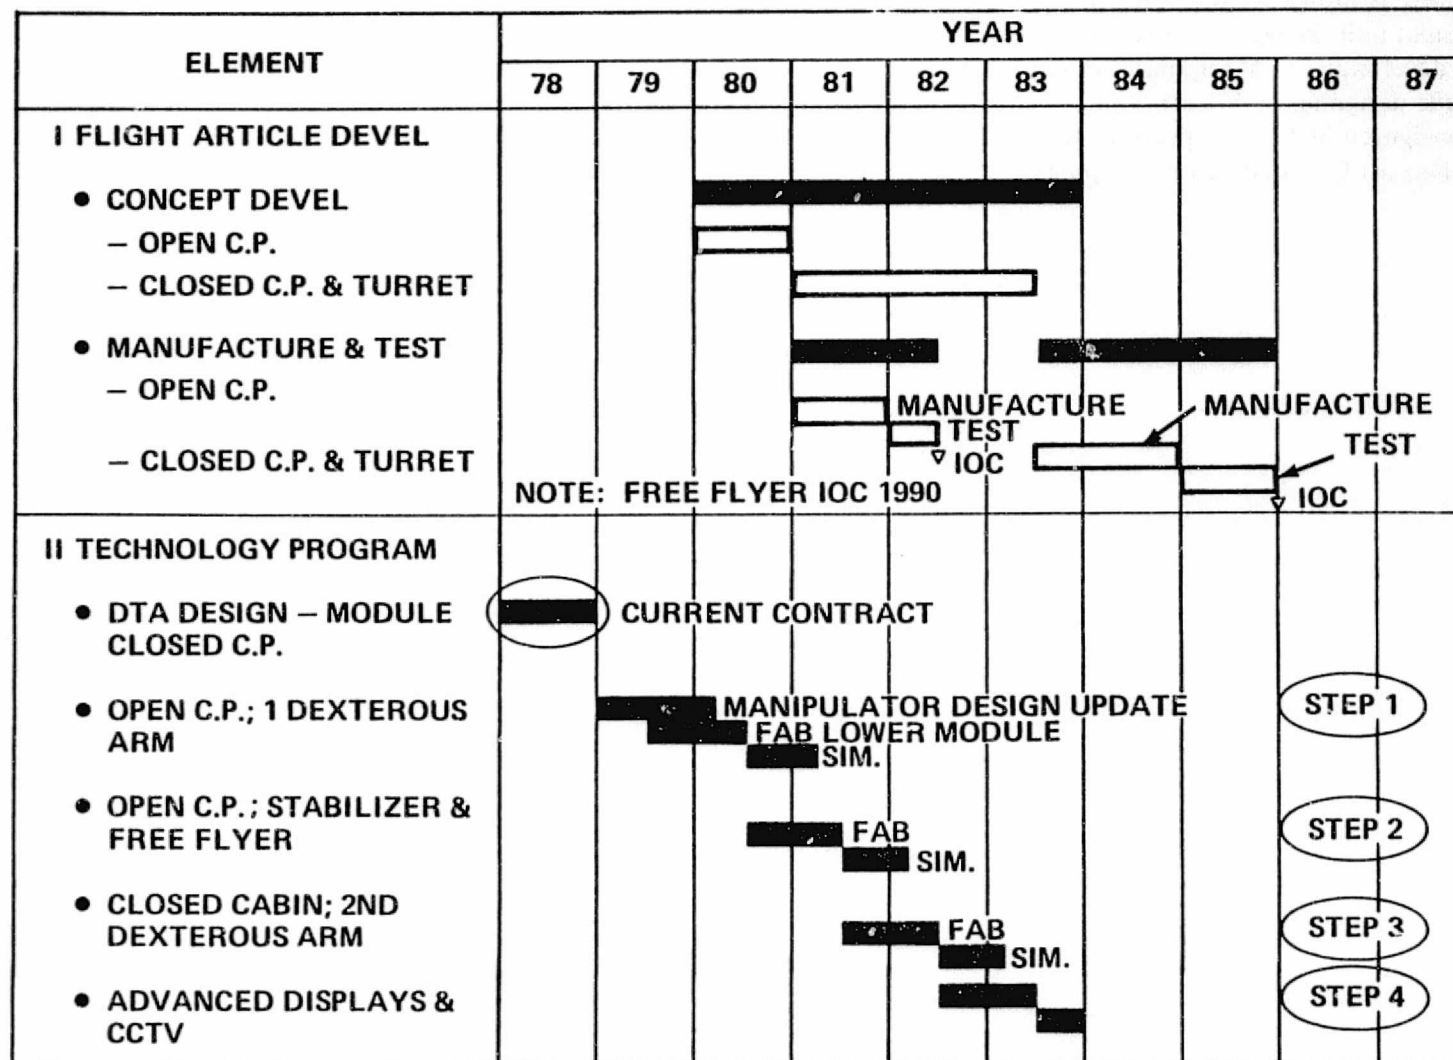 ELEMENT
YEAR
78 79 80 81 82 83 84 85 86 87
I FLIGHT ARTICLE DEVEL
● CONCEPT DEVEL
– OPEN C.P.
– CLOSED C.P. & TURRET
● MANUFACTURE & TEST
– OPEN C.P.
MANUFACTURE
MANUFACTURE
TEST
TEST
– CLOSED C.P. & TURRET
IOC
NOTE: FREE FLYER IOC 1990
IOC
II TECHNOLOGY PROGRAM
● DTA DESIGN – MODULE
CLOSED C.P.
CURRENT CONTRACT
● OPEN C.P.; 1 DEXTEROUS
ARM
MANIPULATOR DESIGN UPDATE
STEP 1
FAB LOWER MODULE
SIM.
● OPEN C.P.; STABILIZER &
FREE FLYER
FAB
STEP 2
SIM.
● CLOSED CABIN; 2ND
DEXTEROUS ARM
FAB
STEP 3
SIM.
● ADVANCED DISPLAYS &
CCTV
STEP 4